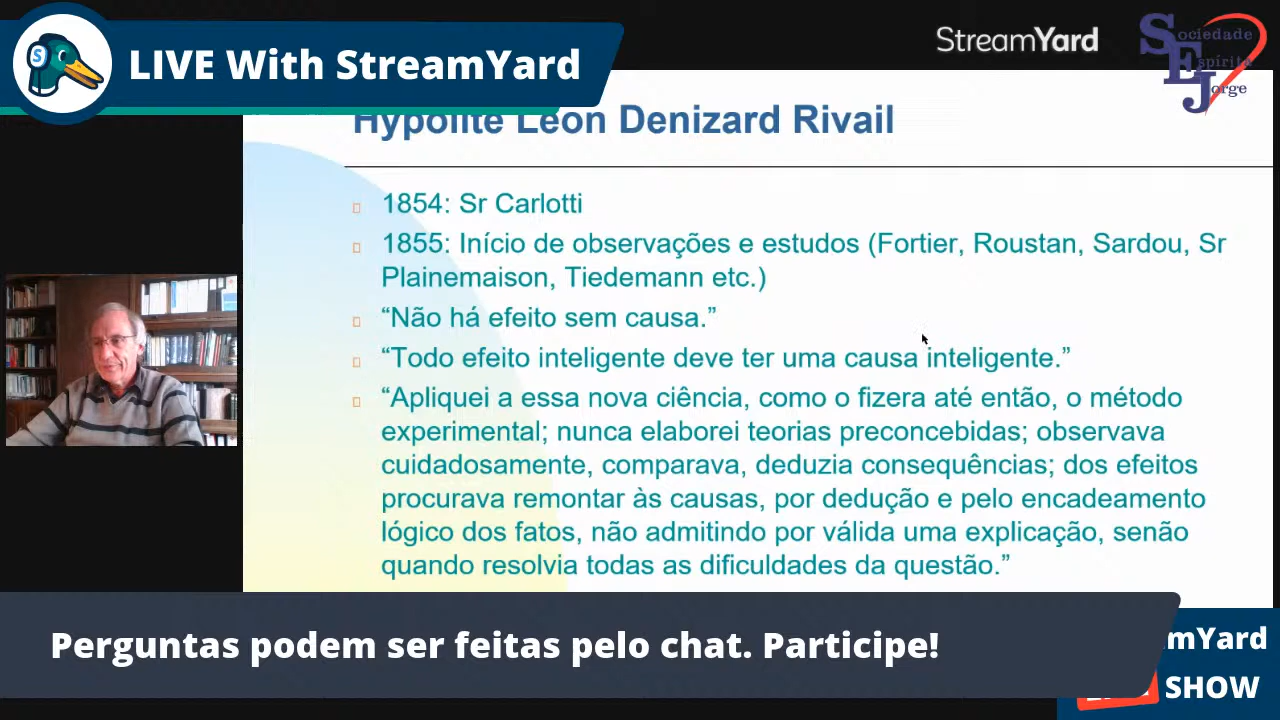 LIVE With StreamYard
StreamYard
Sociedade
Espírita
Jorge
Hypolite Leon Denizard Rivail
1854: Sr Carlotti
1855: Início de observações e estudos (Fortier, Roustan, Sardou, Sr
Plainemaison, Tiedemann etc.)
“Não há efeito sem causa.”
“Todo efeito inteligente deve ter uma causa inteligente.”
“Apliquei a essa nova ciência, como o fizera até então, o método
experimental; nunca elaborei teorias preconcebidas; observava
cuidadosamente, comparava, deduzia consequências; dos efeitos
procurava remontar às causas, por dedução e pelo encadeamento
lógico dos fatos, não admitindo por válida uma explicação, senão
quando resolvia todas as dificuldades da questão.”
Perguntas podem ser feitas pelo chat. Participe!
mYard
SHOW